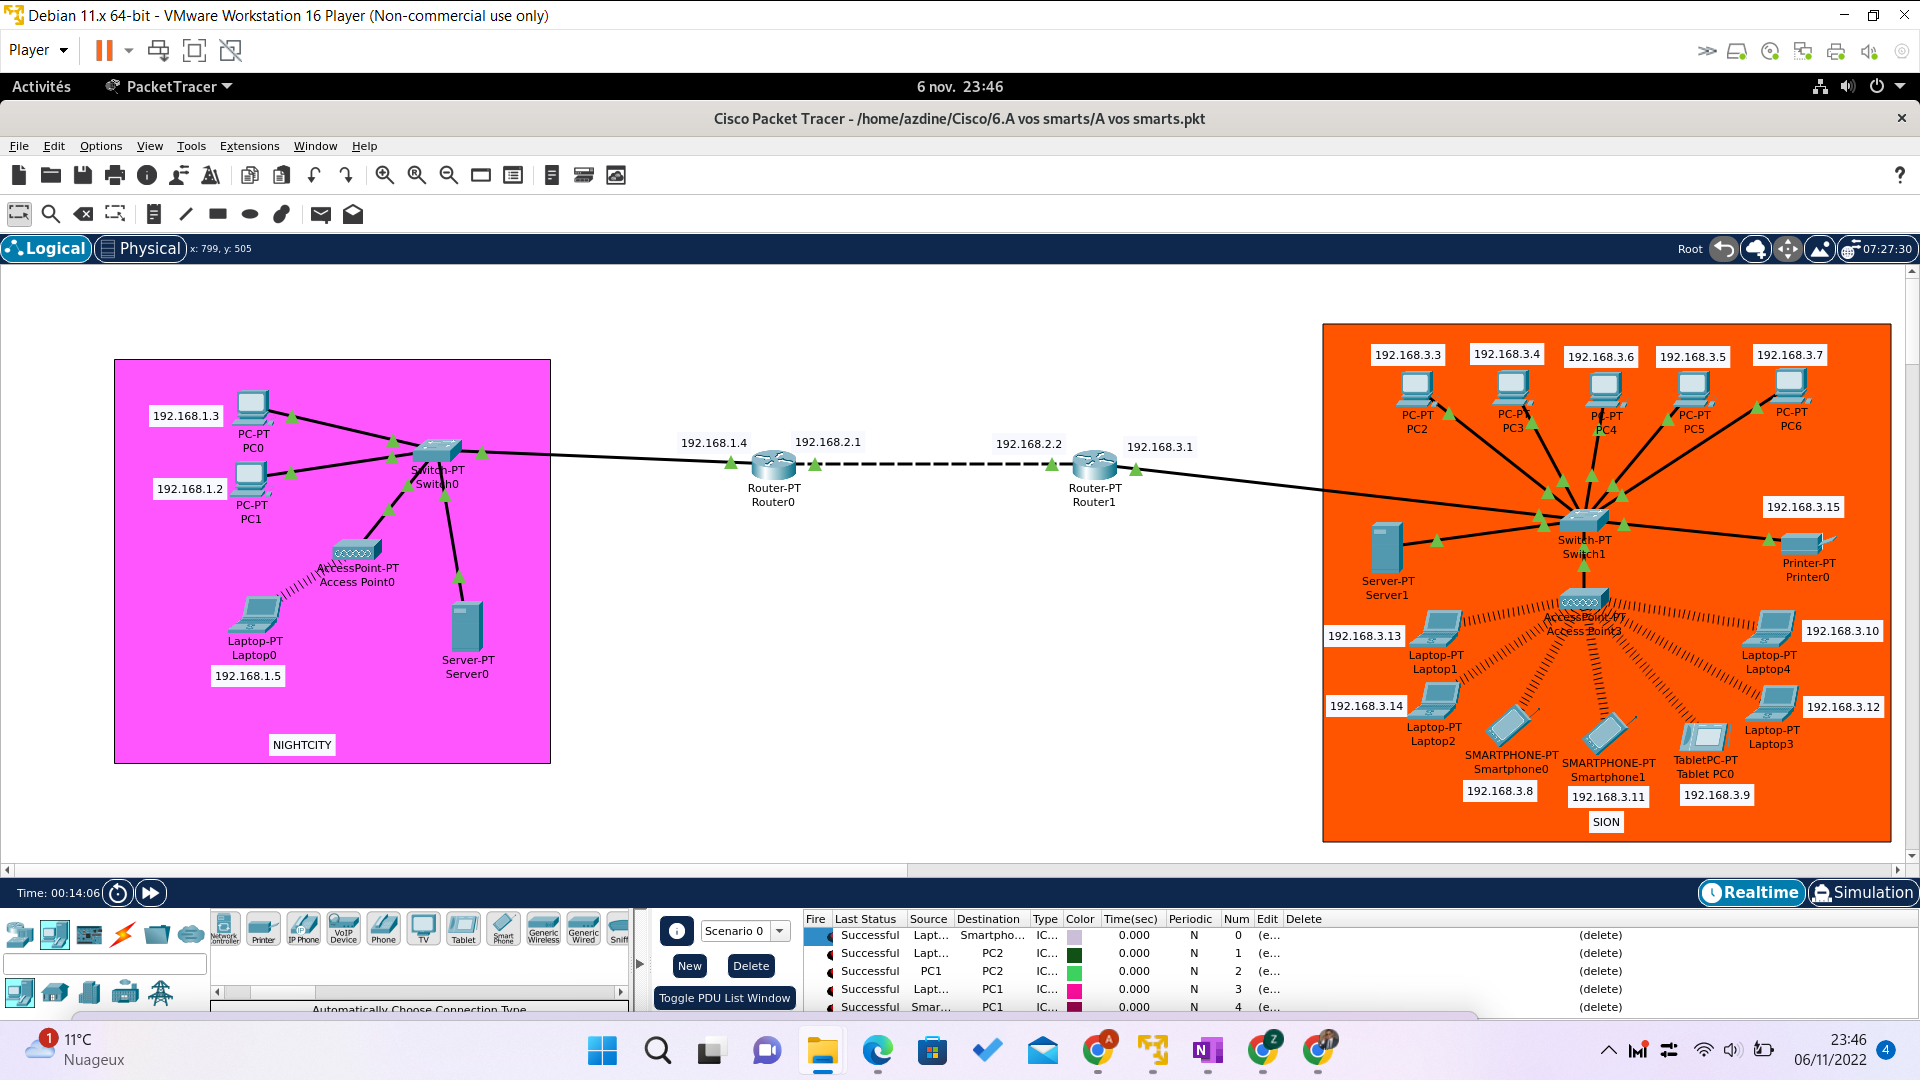 Debian 11.x 64-bit - VMware Workstation 16 Player (Non-commercial use only)
Player
Activités
PacketTracer
6 nov. 23:46
Cisco Packet Tracer - /home/azdine/Cisco/6.A vos smarts/A vos smarts.pkt
File Edit Options View Tools Extensions Window Help
Logical Physical x: 799, y: 505
Root 07:27:30
192.168.1.3
PC-PT
PC0
192.168.1.2
PC-PT
PC1
Switch-PT
Switch0
AccessPoint-PT
Access Point0
Laptop-PT
Laptop0
192.168.1.5
Server-PT
Server0
NIGHTCITY
192.168.1.4
192.168.2.1
Router-PT
Router0
192.168.2.2
192.168.3.1
Router-PT
Router1
192.168.3.3
192.168.3.4
192.168.3.6
192.168.3.5
192.168.3.7
PC-PT
PC2
PC-PT
PC3
PC-PT
PC4
PC-PT
PC5
PC-PT
PC6
192.168.3.15
Switch-PT
Switch1
Printer-PT
Printer0
Server-PT
Server1
AccessPoint-PT
Access Point3
192.168.3.13
Laptop-PT
Laptop1
Laptop-PT
Laptop4
192.168.3.10
192.168.3.14
Laptop-PT
Laptop2
Laptop-PT
Laptop3
192.168.3.12
SMARTPHONE-PT
Smartphone0
192.168.3.8
SMARTPHONE-PT
Smartphone1
192.168.3.11
TabletPC-PT
Tablet PC0
192.168.3.9
SION
Time: 00:14:06
Realtime Simulation
Network
Controller
Printer
IP Phone
VoIP
Device
Phone
TV
Tablet
Smart
Phone
Generic
Wireless
Generic
Wired
Sniff
Automatically Choose Connection Type
Scenario 0
New Delete
Toggle PDU List Window
Fire Last Status Source Destination Type Color Time(sec) Periodic Num Edit Delete
Successful Lapt... Smartpho... IC... 0.000 N 0 (e... (delete)
Successful Lapt... PC2 IC... 0.000 N 1 (e... (delete)
Successful PC1 PC2 IC... 0.000 N 2 (e... (delete)
Successful Lapt... PC1 IC... 0.000 N 3 (e... (delete)
Successful Smar... PC1 IC... 0.000 N 4 (e... (delete)
1
11°C
Nuageux
A
Z
N
23:46
06/11/2022
4